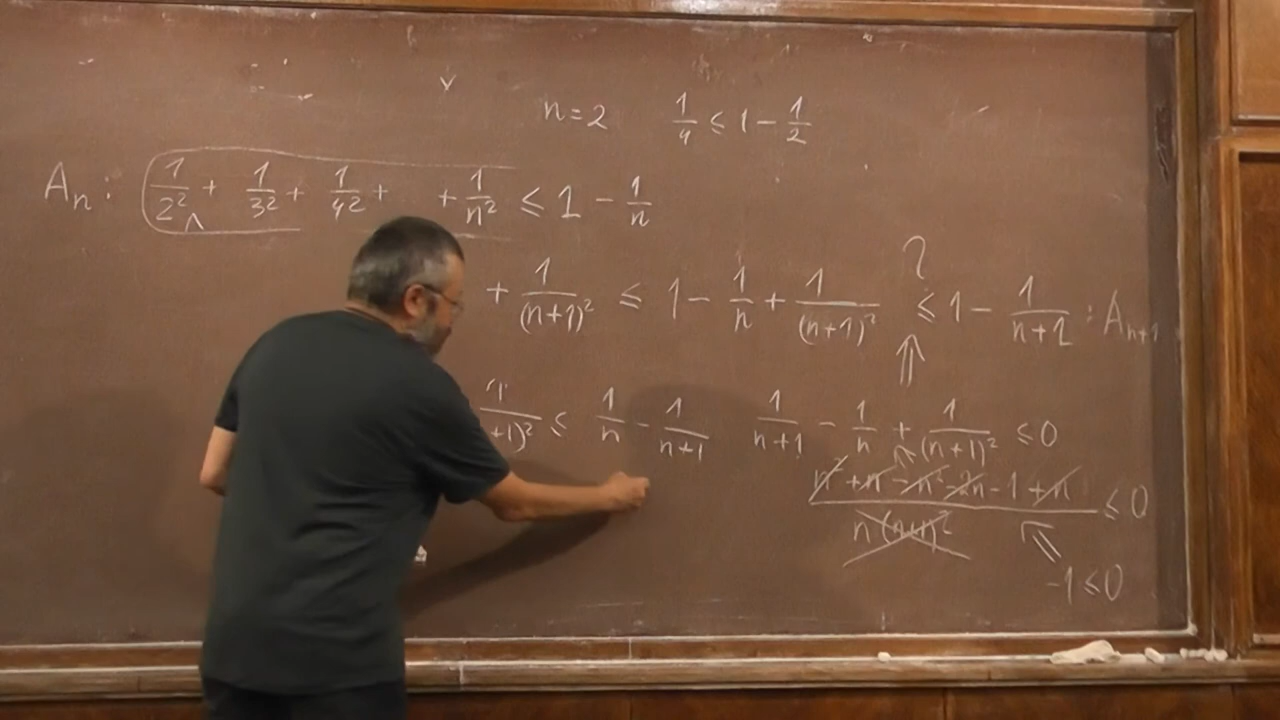 n=2 1/4 ≤ 1 - 1/2
A_n: 1/2² + 1/3² + 1/4² + + 1/n² ≤ 1 - 1/n
+ 1/(n+1)² ≤ 1 - 1/n + 1/(n+1)² ≤ 1 - 1/(n+1) : A_{n+1}
?
⇑
1/(n+1)² ≤ 1/n - 1/(n+1) 1/(n+1) - 1/n + 1/(n+1)² ≤ 0
(n² + n - n² - 2n - 1 + n)/(n(n+1)²) ≤ 0
-1 ≤ 0